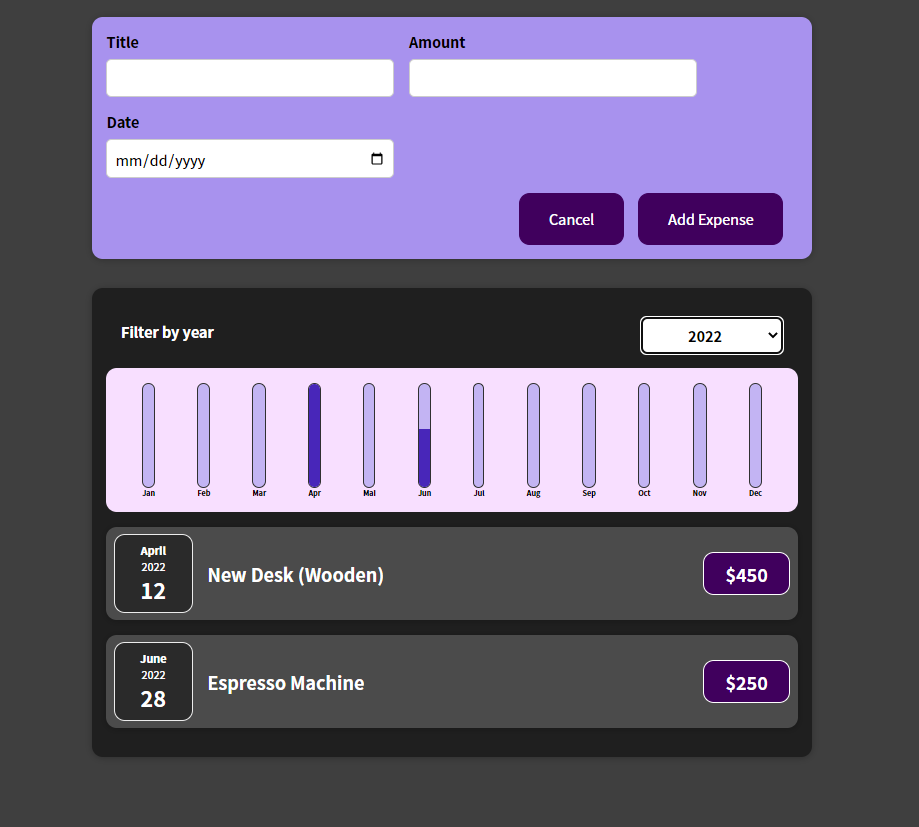 Title Amount
Date
mm/dd/yyyy
Cancel Add Expense
Filter by year 2022
Jan Feb Mar Apr Mai Jun Jul Aug Sep Oct Nov Dec
April
2022
12
New Desk (Wooden) $450
June
2022
28
Espresso Machine $250